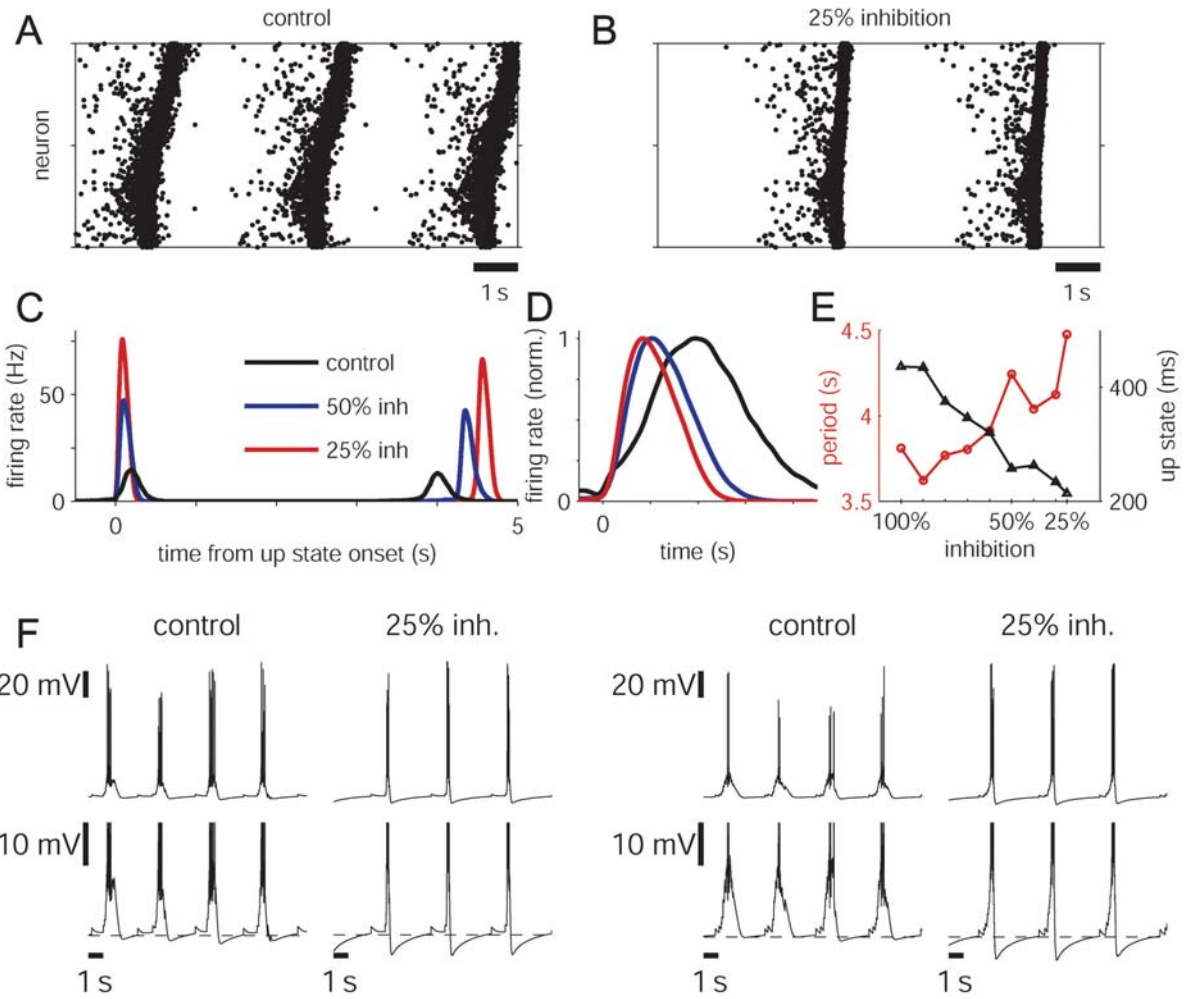 A
control
B
25% inhibition
neuron
1 s
1 s
C
firing rate (Hz)
50
0
control
50% inh
25% inh
0
5
time from up state onset (s)
D
firing rate (norm.)
1
0
0
time (s)
E
period (s)
4.5
4
3.5
400
200
up state (ms)
100%
50%
25%
inhibition
F
control
25% inh.
control
25% inh.
20 mV
20 mV
10 mV
10 mV
1 s
1 s
1 s
1 s